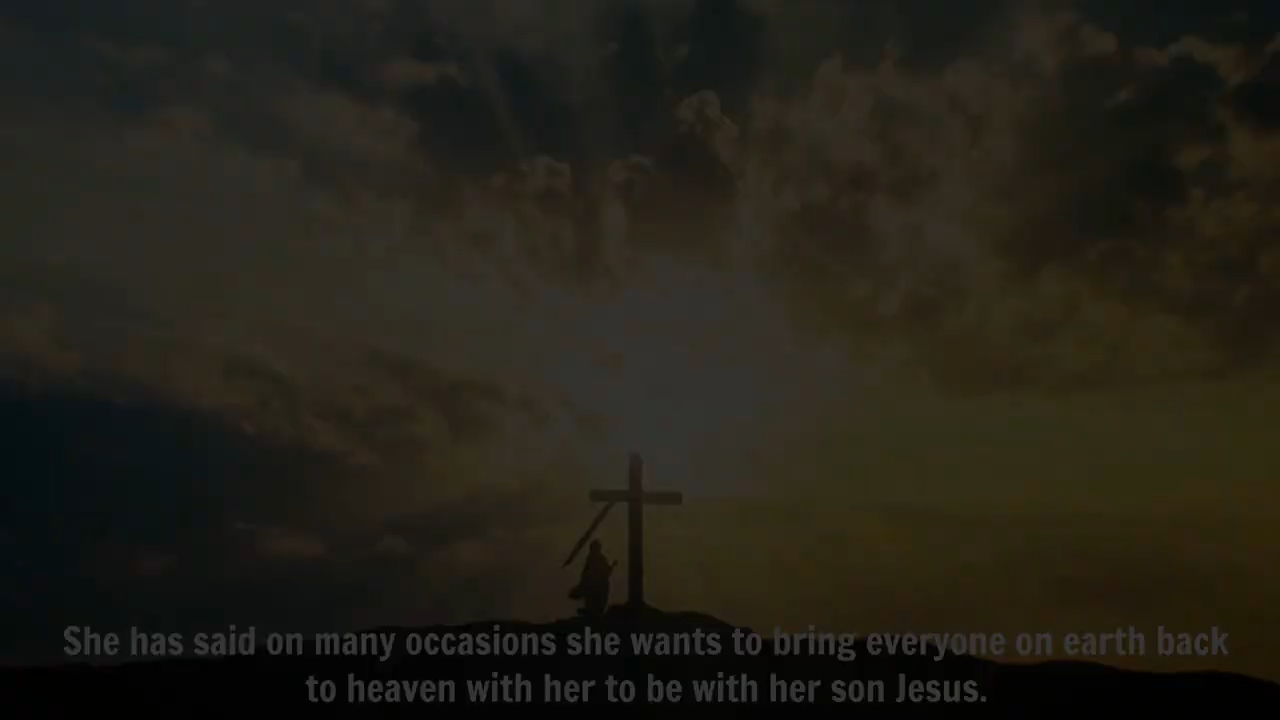 She has said on many occasions she wants to bring everyone on earth back
to heaven with her to be with her son Jesus.